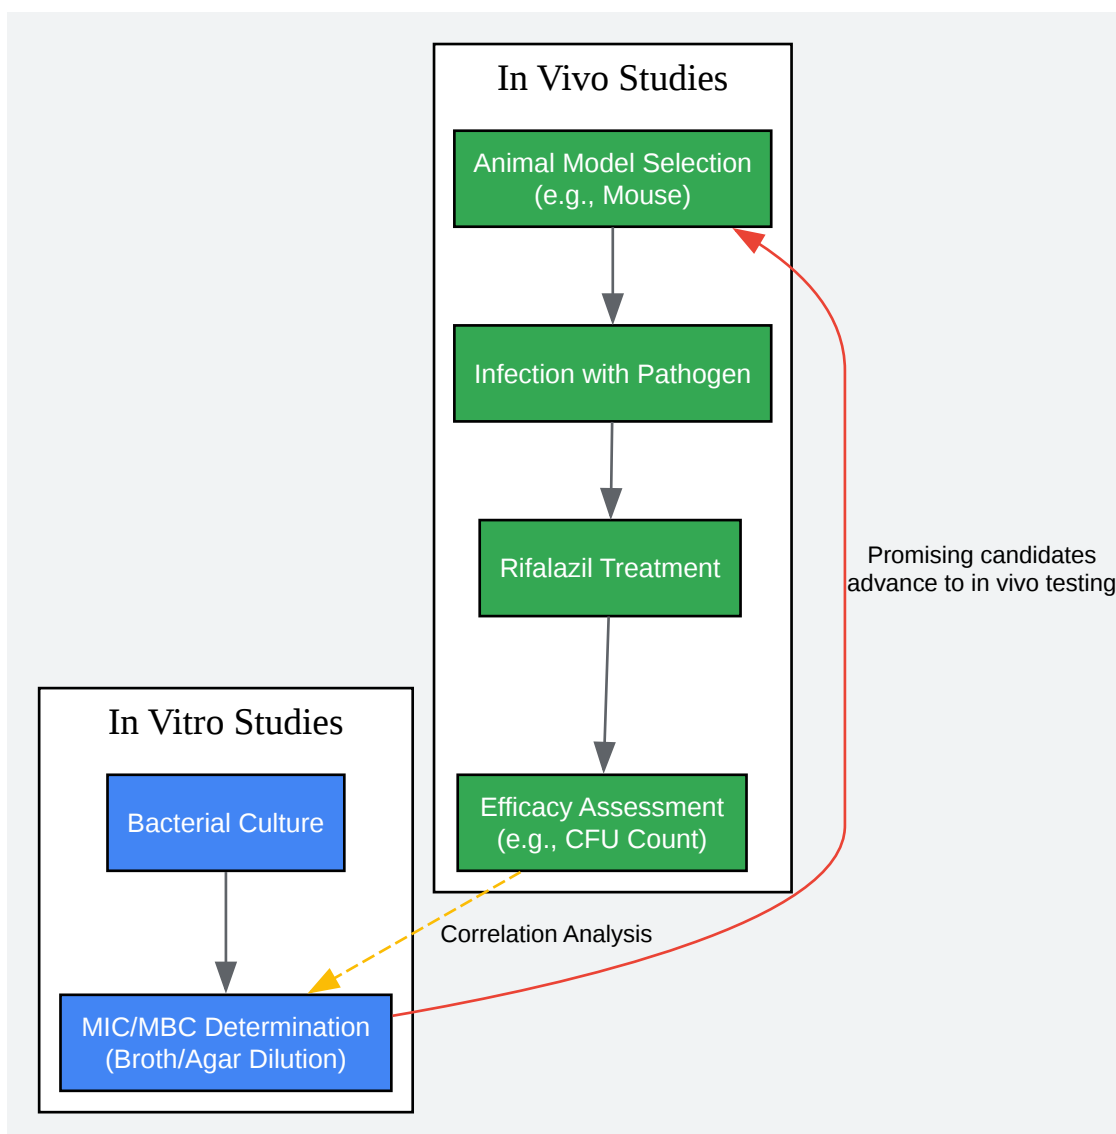 In Vivo Studies
Animal Model Selection
(e.g., Mouse)
Infection with Pathogen
Rifalazil Treatment
Promising candidates
advance to in vivo testing
In Vitro Studies
Bacterial Culture
Efficacy Assessment
(e.g., CFU Count)
Correlation Analysis
MIC/MBC Determination
(Broth/Agar Dilution)